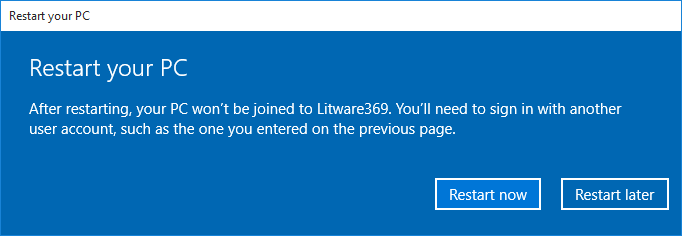 Restart your PC
Restart your PC
After restarting, your PC won’t be joined to Litware369. You’ll need to sign in with another
user account, such as the one you entered on the previous page.
Restart now
Restart later